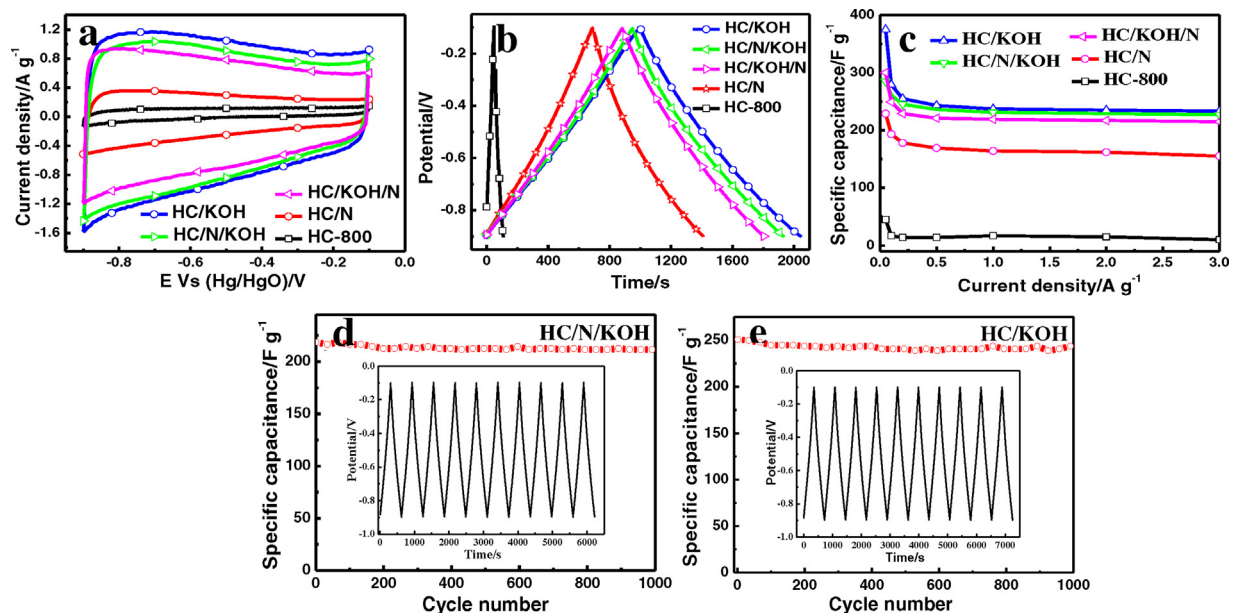 a
Current density/A g-1
1.2
0.8
0.4
0.0
-0.4
-0.8
-1.2
-1.6
HC/KOH/N
HC/KOH
HC/N
HC/N/KOH
HC-800
-0.8 -0.6 -0.4 -0.2 0.0
E Vs (Hg/HgO)/V
b
Potential/V
-0.2
-0.4
-0.6
-0.8
HC/KOH
HC/N/KOH
HC/KOH/N
HC/N
HC-800
0 400 800 1200 1600 2000
Time/s
c
Specific capacitance/F g-1
400
300
200
100
0
HC/KOH
HC/KOH/N
HC/N/KOH
HC/N
HC-800
0.0 0.5 1.0 1.5 2.0 2.5 3.0
Current density/A g-1
d
HC/N/KOH
Specific capacitance/F g-1
200
150
100
50
0
Potential/V
-0.2
-0.4
-0.6
-0.8
-1.0
0 1000 2000 3000 4000 5000 6000
Time/s
0 200 400 600 800 1000
Cycle number
e
HC/KOH
Specific capacitance/F g-1
250
200
150
100
50
0
Potential/V
-0.2
-0.4
-0.6
-0.8
-1.0
0 1000 2000 3000 4000 5000 6000 7000
Time/s
0 200 400 600 800 1000
Cycle number